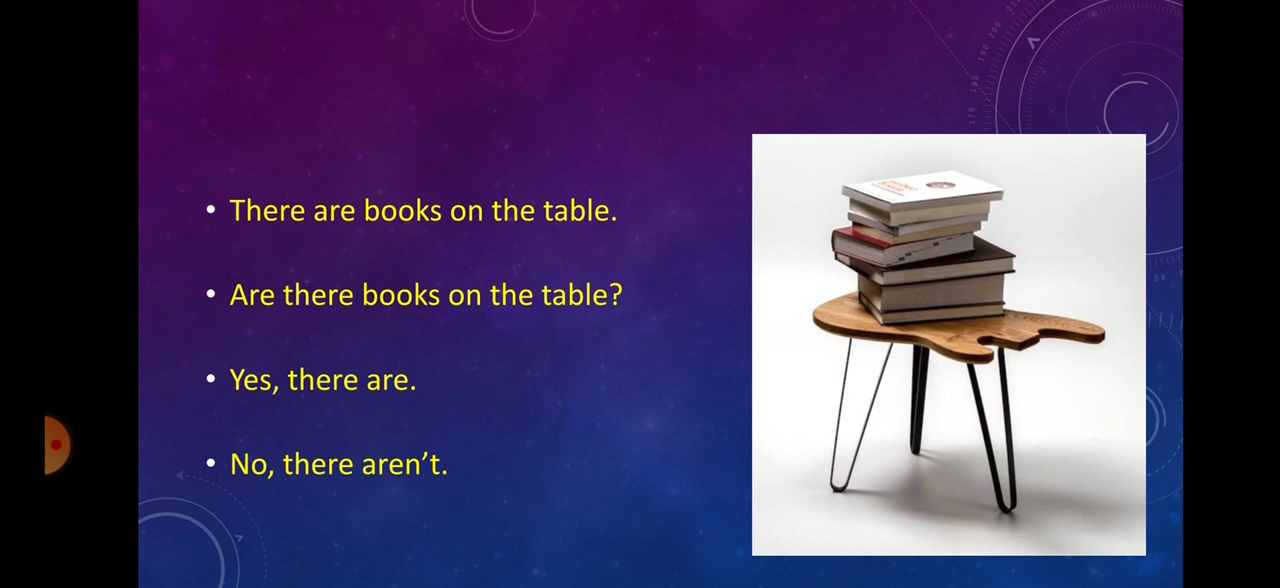 There are books on the table.
Are there books on the table?
Yes, there are.
No, there aren’t.